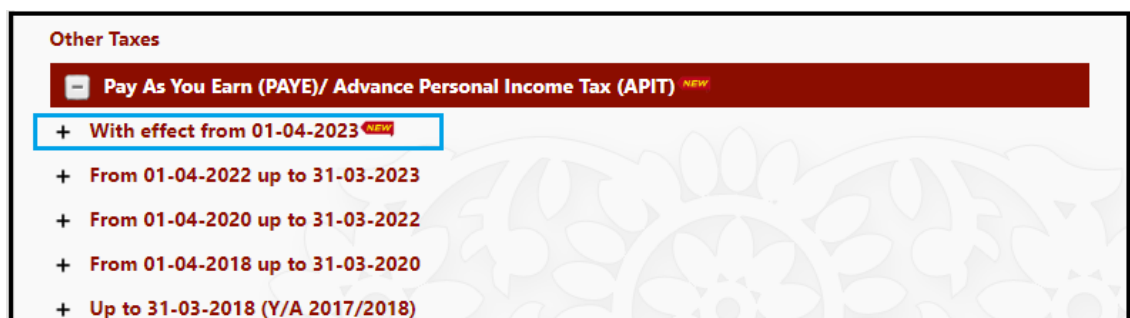 Other Taxes
- Pay As You Earn (PAYE)/ Advance Personal Income Tax (APIT) NEW
+ With effect from 01-04-2023 NEW
+ From 01-04-2022 up to 31-03-2023
+ From 01-04-2020 up to 31-03-2022
+ From 01-04-2018 up to 31-03-2020
+ Up to 31-03-2018 (Y/A 2017/2018)